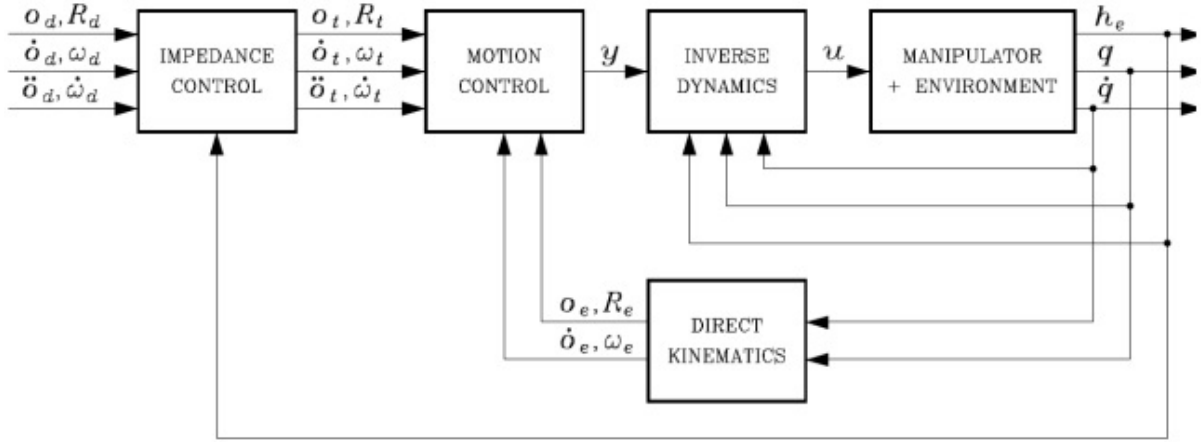 o_d, R_d
ȯ_d, ω_d
ö_d, ω̇_d
IMPEDANCE
CONTROL
o_t, R_t
ȯ_t, ω_t
ö_t, ω̇_t
MOTION
CONTROL
y
INVERSE
DYNAMICS
u
MANIPULATOR
+ ENVIRONMENT
h_e
q
q̇
o_e, R_e
ȯ_e, ω_e
DIRECT
KINEMATICS